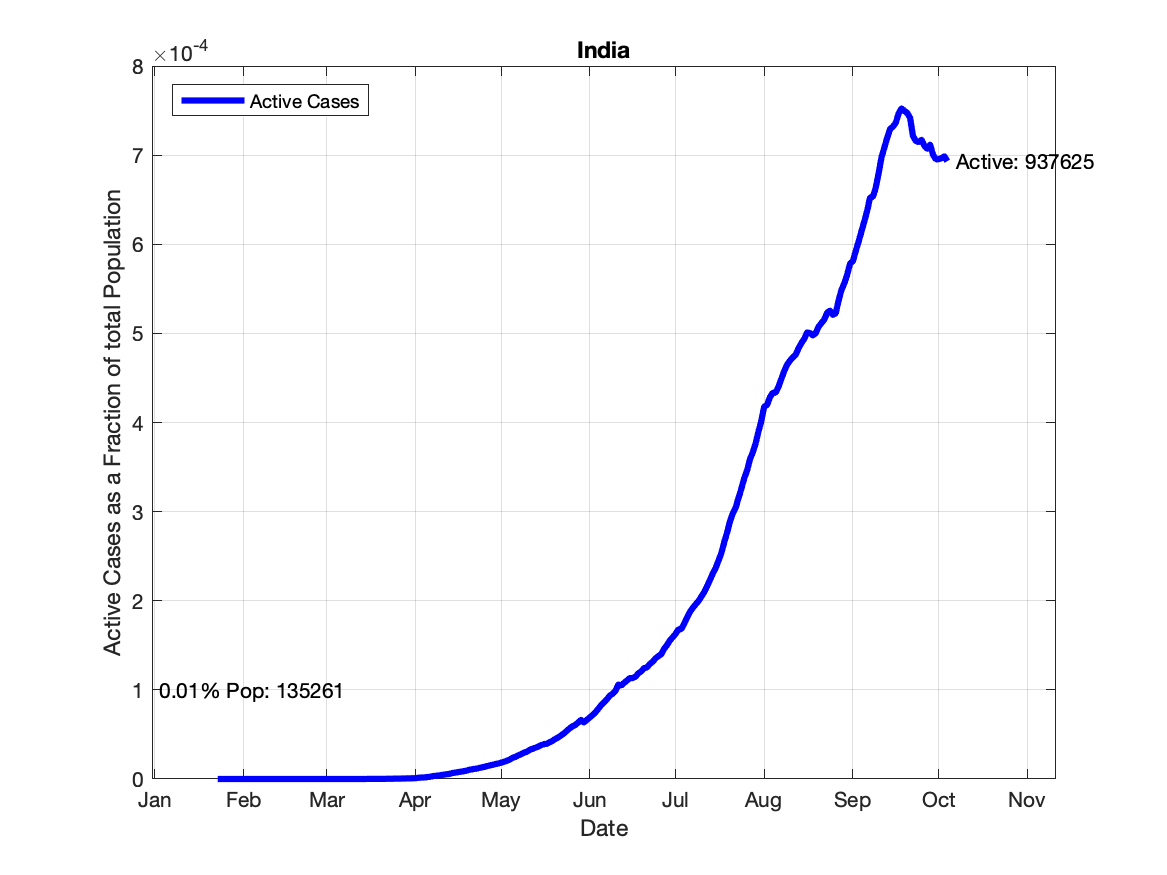 India
×10-4
8
7
6
5
4
3
2
1
0
Active Cases
Active: 937625
0.01% Pop: 135261
Active Cases as a Fraction of total Population
Jan Feb Mar Apr May Jun Jul Aug Sep Oct Nov
Date